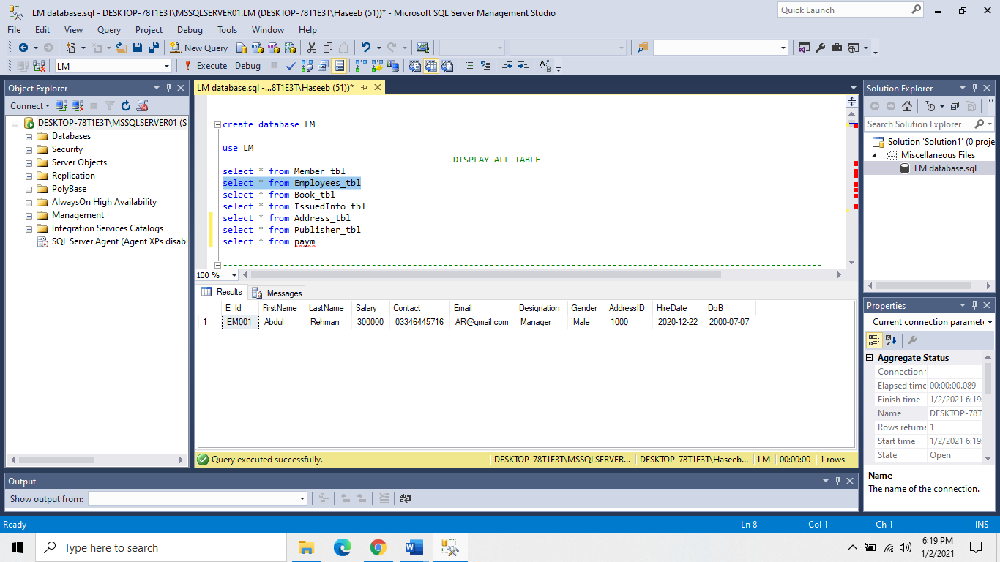 LM database.sql - DESKTOP-78T1E3T\MSSQLSERVER01.LM (DESKTOP-78T1E3T\Haseeb (51))* - Microsoft SQL Server Management Studio
Quick Launch
File Edit View Query Project Debug Tools Window Help
New Query
MDX DMX XMLA DAX
LM
Execute Debug
Object Explorer
Connect
DESKTOP-78T1E3T\MSSQLSERVER01 (S
Databases
Security
Server Objects
Replication
PolyBase
AlwaysOn High Availability
Management
Integration Services Catalogs
SQL Server Agent (Agent XPs disabl
LM database.sql -...8T1E3T\Haseeb (51))*
create database LM
use LM
---------------------------------------------DISPLAY ALL TABLE ----------------------------------------------------
select * from Member_tbl
select * from Employees_tbl
select * from Book_tbl
select * from IssuedInfo_tbl
select * from Address_tbl
select * from Publisher_tbl
select * from paym
---------------------------------------------------------------------------------------------------------------------
100 %
Results Messages
E_Id FirstName LastName Salary Contact Email Designation Gender AddressID HireDate DoB
1 EM001 Abdul Rehman 300000 03346445716 AR@gmail.com Manager Male 1000 2020-12-22 2000-07-07
Query executed successfully. DESKTOP-78T1E3T\MSSQLSERVER... DESKTOP-78T1E3T\Haseeb... LM 00:00:00 1 rows
Solution Explorer
Search Solution Explorer
Solution 'Solution1' (0 proje
Miscellaneous Files
LM database.sql
Properties
Current connection paramete
Aggregate Status
Connection
Elapsed time 00:00:00.089
Finish time 1/2/2021 6:19
Name DESKTOP-78T
Rows returne 1
Start time 1/2/2021 6:19
State Open
Name
The name of the connection.
Output
Show output from:
Ready Ln 8 Col 1 Ch 1 INS
Type here to search
6:19 PM
1/2/2021